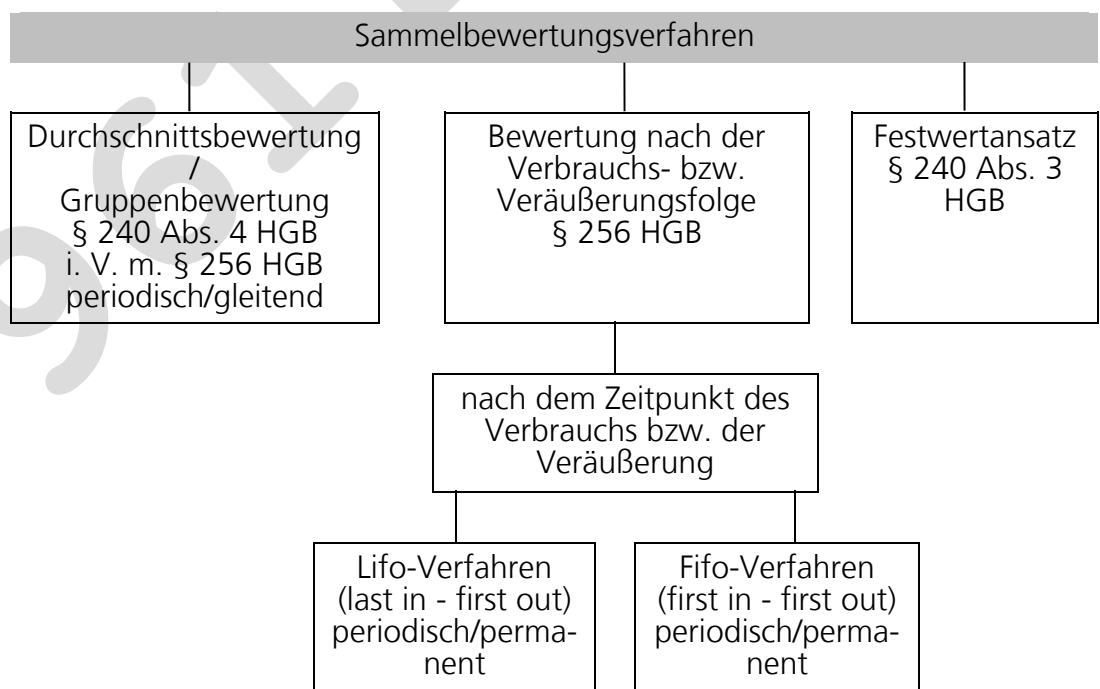 Sammelbewertungsverfahren
Durchschnittsbewertung
/
Gruppenbewertung
§ 240 Abs. 4 HGB
i. V. m. § 256 HGB
periodisch/gleitend
Bewertung nach der
Verbrauchs- bzw.
Veräußerungsfolge
§ 256 HGB
Festwertansatz
§ 240 Abs. 3
HGB
nach dem Zeitpunkt des
Verbrauchs bzw. der
Veräußerung
Lifo-Verfahren
(last in - first out)
periodisch/perma-
nent
Fifo-Verfahren
(first in - first out)
periodisch/perma-
nent